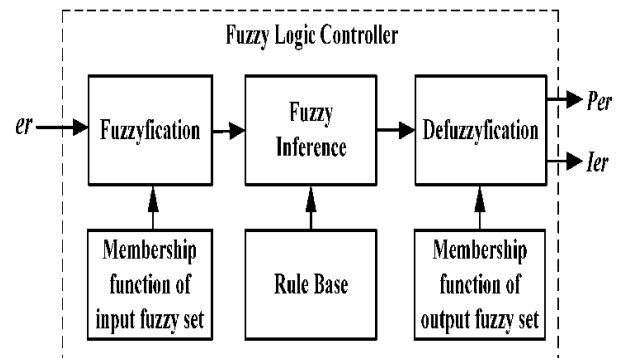 Fuzzy Logic Controller
er
Fuzzyfication
Fuzzy
Inference
Defuzzyfication
Per
Ier
Membership
function of
input fuzzy set
Rule Base
Membership
function of
output fuzzy set